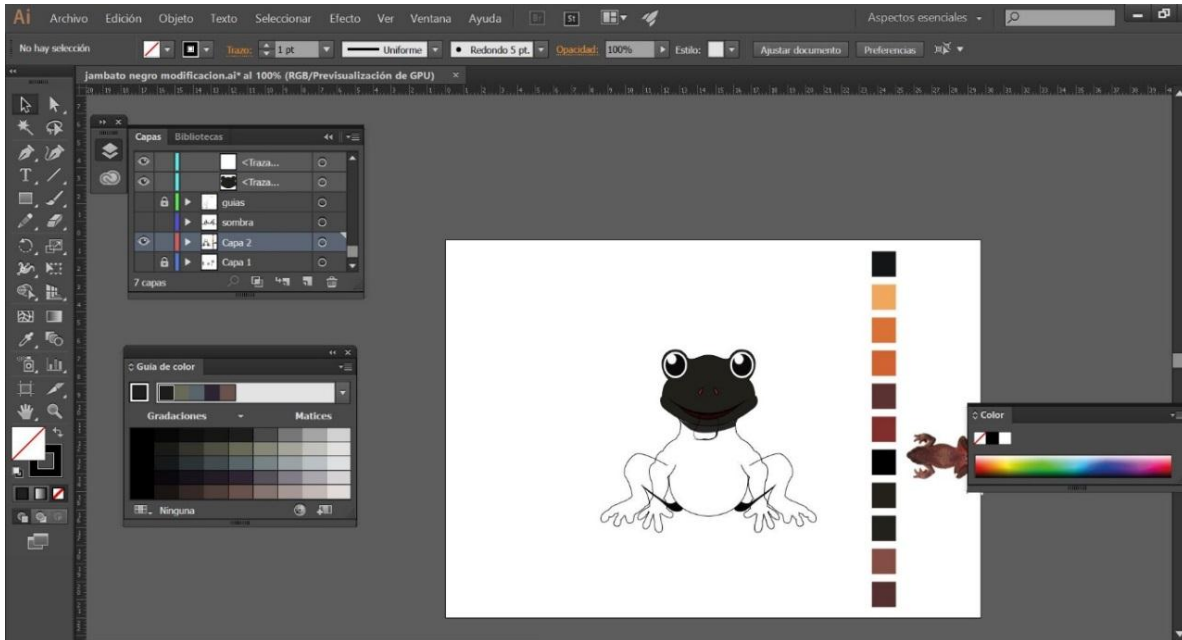 Ai Archivo Edición Objeto Texto Seleccionar Efecto Ver Ventana Ayuda Br St Aspectos esenciales
No hay selección Trazo: 1 pt Uniforme Redondo 5 pt. Opacidad: 100% Estilo: Ajustar documento Preferencias
jambato negro modificacion.ai* al 100% (RGB/Previsualización de GPU) ×
Capas Bibliotecas
<Traza...
<Traza...
guias
sombra
Capa 2
Capa 1
7 capas
Guía de color
Gradaciones Matices
Ninguna
Color